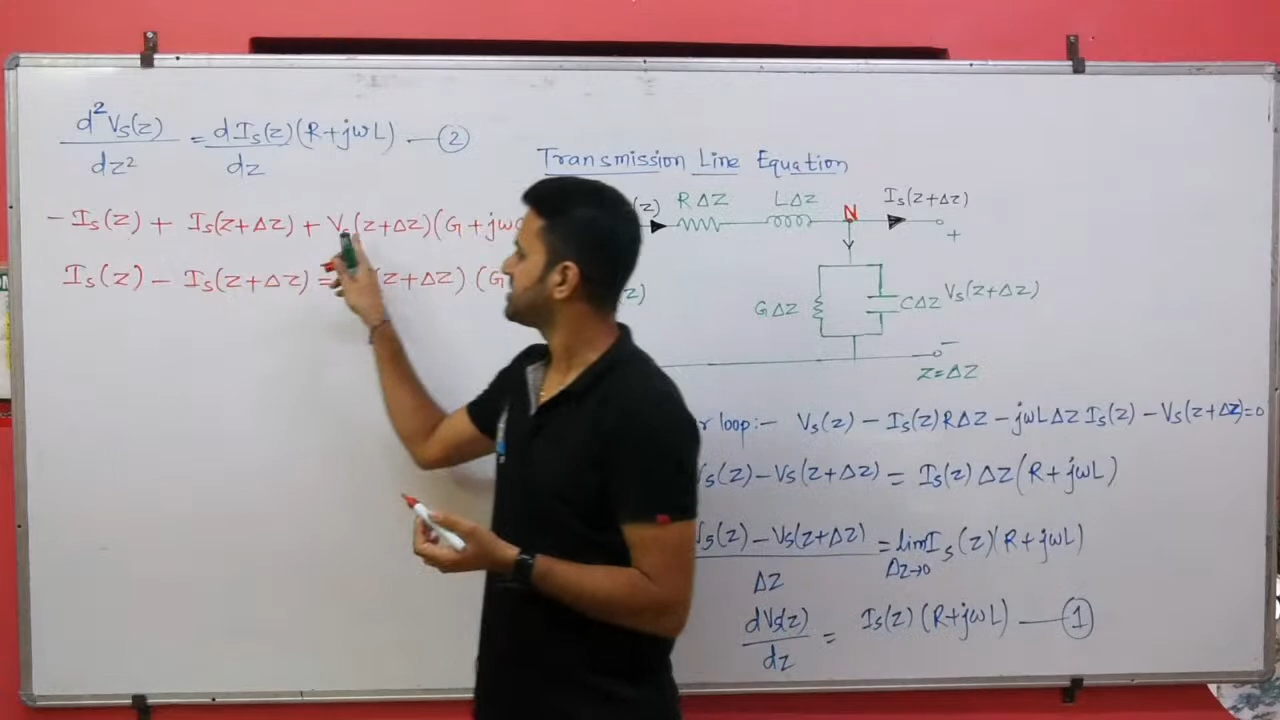 d²Vs(z)/dz² = dIs(z)/dz (R+jωL) — ②
- Is(z) + Is(z+Δz) + Vs(z+Δz)(G+jω
Is(z) - Is(z+Δz) = (z+Δz) (G
Transmission Line Equation
(z) RΔz LΔz N Is(z+Δz)
+
GΔz CΔz Vs(z+Δz)
(z)
-
z=Δz
r loop:- Vs(z) - Is(z)RΔz - jωLΔz Is(z) - Vs(z+Δz)=0
Vs(z) - Vs(z+Δz) = Is(z) Δz (R+jωL)
Vs(z) - Vs(z+Δz)/Δz = lim Δz→0 Is(z)(R+jωL)
dVs(z)/dz = Is(z) (R+jωL) — ①